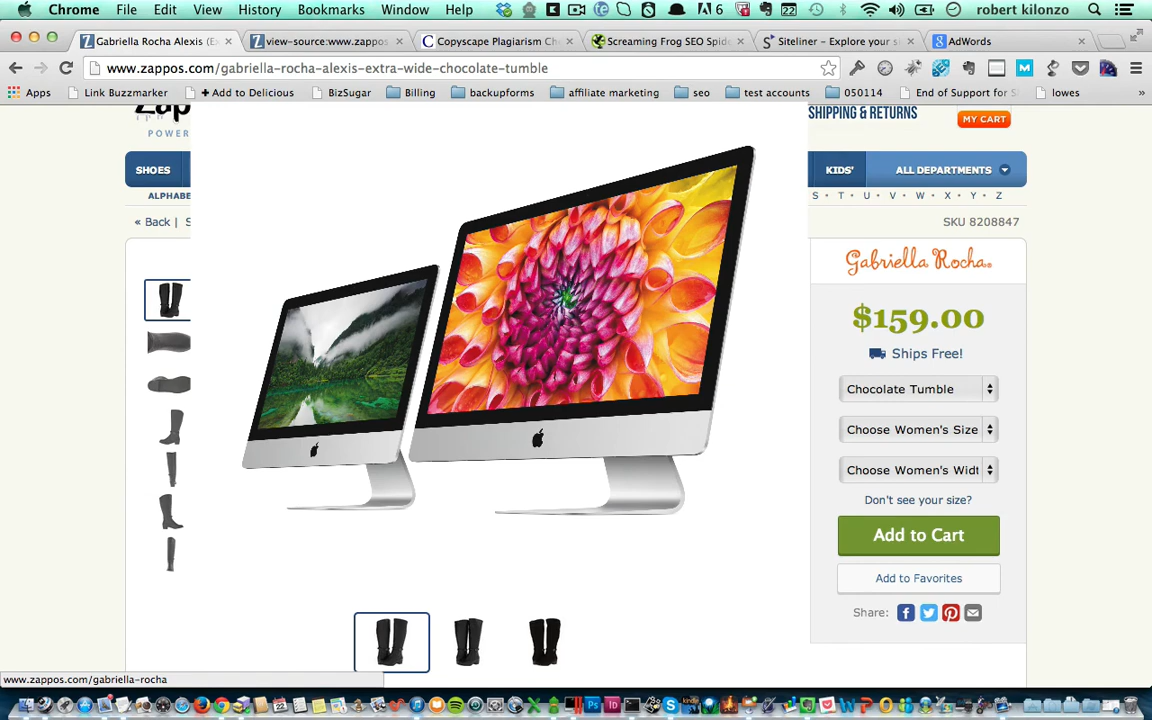 Chrome File Edit View History Bookmarks Window Help 6 22 robert kilonzo
Gabriella Rocha Alexis (Ex × view-source:www.zappos × Copyscape Plagiarism Ch × Screaming Frog SEO Spid × Siteliner – Explore your s × AdWords ×
www.zappos.com/gabriella-rocha-alexis-extra-wide-chocolate-tumble
Apps Link Buzzmarker + Add to Delicious BizSugar Billing backupforms affiliate marketing seo test accounts 050114 End of Support for lowes »
Zap SHIPPING & RETURNS
POWER MY CART
SHOES KID'S ALL DEPARTMENTS
ALPHABE S • T • U • V • W • X • Y • Z
« Back | S SKU 8208847
Gabriella Rocha.
$159.00
Ships Free!
Chocolate Tumble
Choose Women's Size
Choose Women's Widt
Don't see your size?
Add to Cart
Add to Favorites
Share:
www.zappos.com/gabriella-rocha